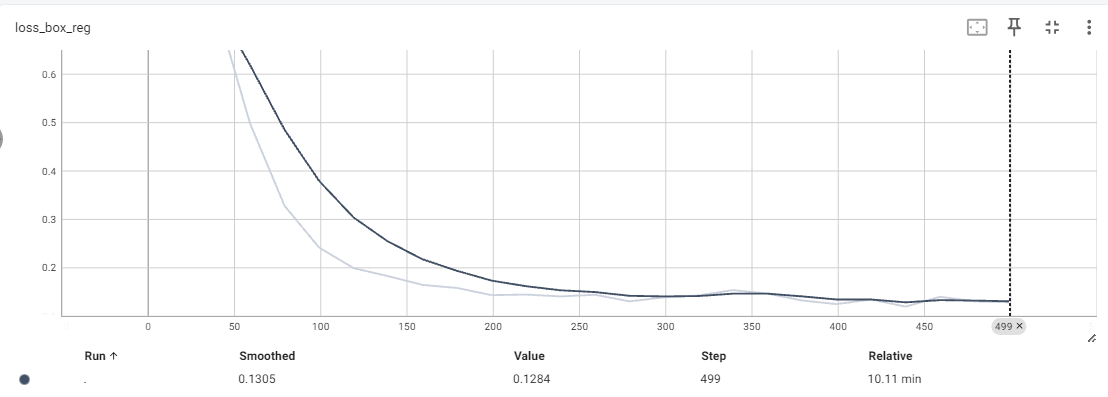 loss_box_reg
0.6
0.5
0.4
0.3
0.2
0 50 100 150 200 250 300 350 400 450 499 ×
Run ↑ Smoothed Value Step Relative
. 0.1305 0.1284 499 10.11 min